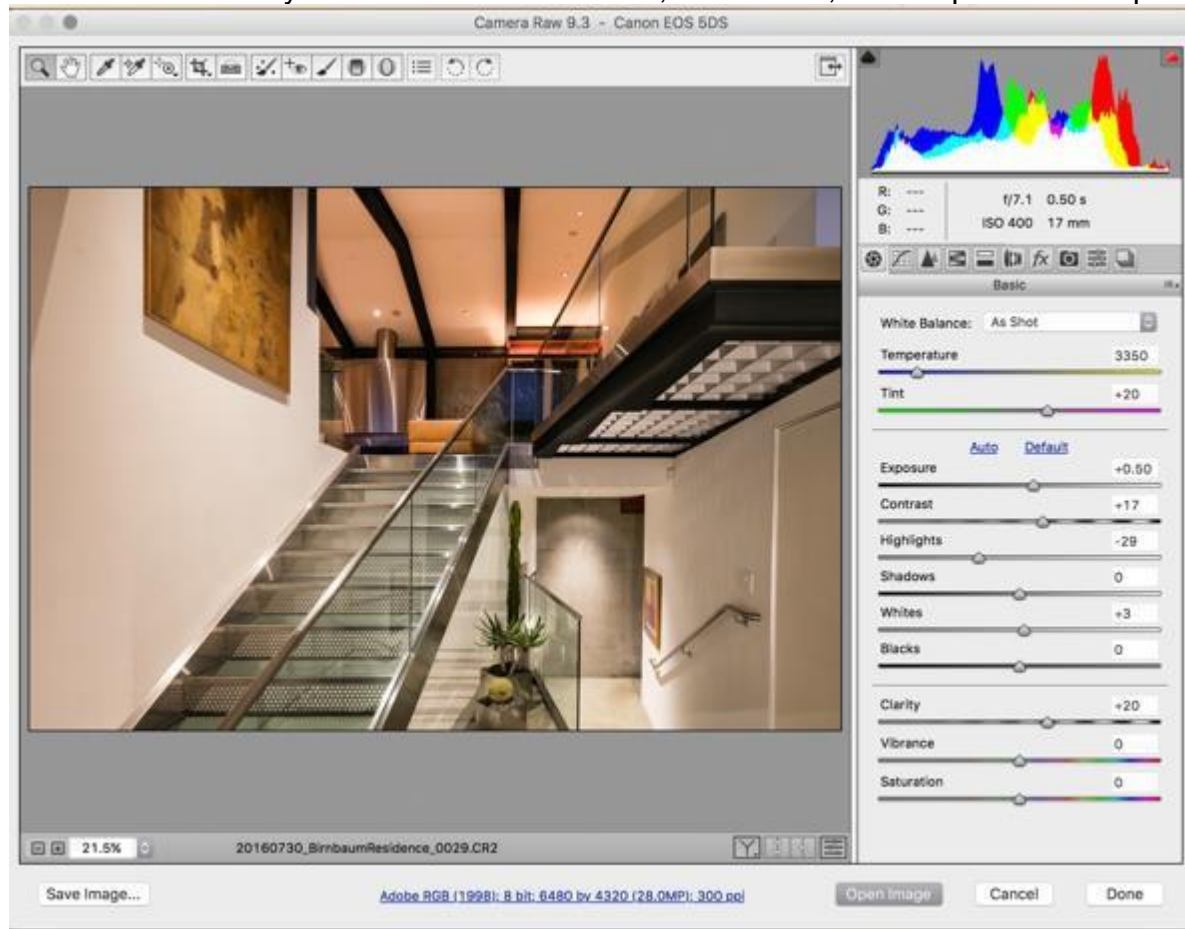 Camera Raw 9.3 - Canon EOS 5DS
R: ---
G: ---
B: ---
f/7.1 0.50 s
ISO 400 17 mm
fx
Basic
White Balance: As Shot
Temperature 3350
Tint +20
Auto Default
Exposure +0.50
Contrast +17
Highlights -29
Shadows 0
Whites +3
Blacks 0
Clarity +20
Vibrance 0
Saturation 0
21.5% 20160730_BirnbaumResidence_0029.CR2 Y
Save Image... Adobe RGB (1998); 8 bit; 6480 by 4320 (28.0MP); 300 ppi Open Image Cancel Done